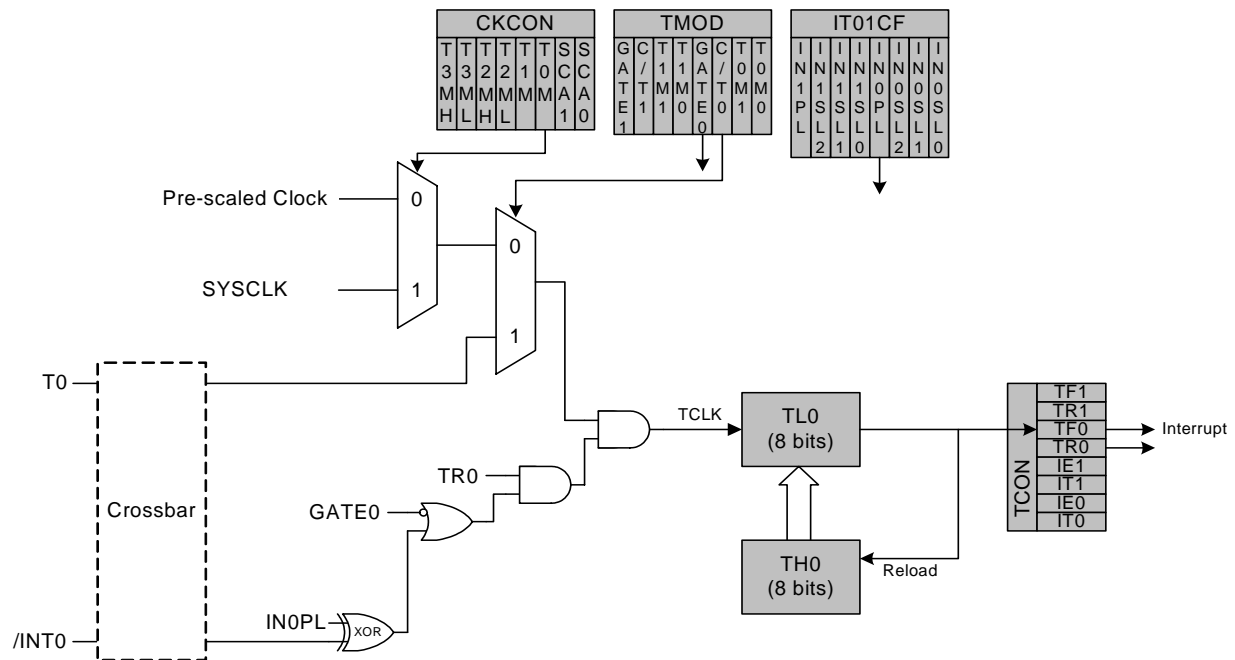 CKCON
T3MH
T3ML
T2MH
T2ML
T1M
T0M
SCA1
SCA0
TMOD
GATE1
C/T1
T1M1
T1M0
GATE0
C/T0
T0M1
T0M0
IT01CF
IN1PL
IN1SL2
IN1SL1
IN1SL0
IN0PL
IN0SL2
IN0SL1
IN0SL0
Pre-scaled Clock
0
SYSCLK
1
0
1
T0
Crossbar
/INT0
TR0
GATE0
IN0PL
XOR
TCLK
TL0
(8 bits)
TH0
(8 bits)
Reload
TCON
TF1
TR1
TF0
TR0
IE1
IT1
IE0
IT0
Interrupt